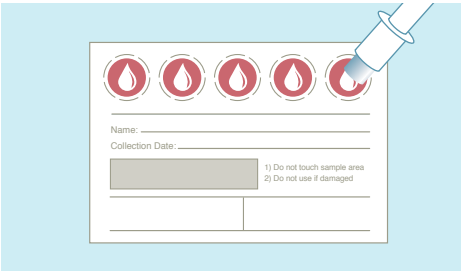 Name:
Collection Date:
1) Do not touch sample area
2) Do not use if damaged